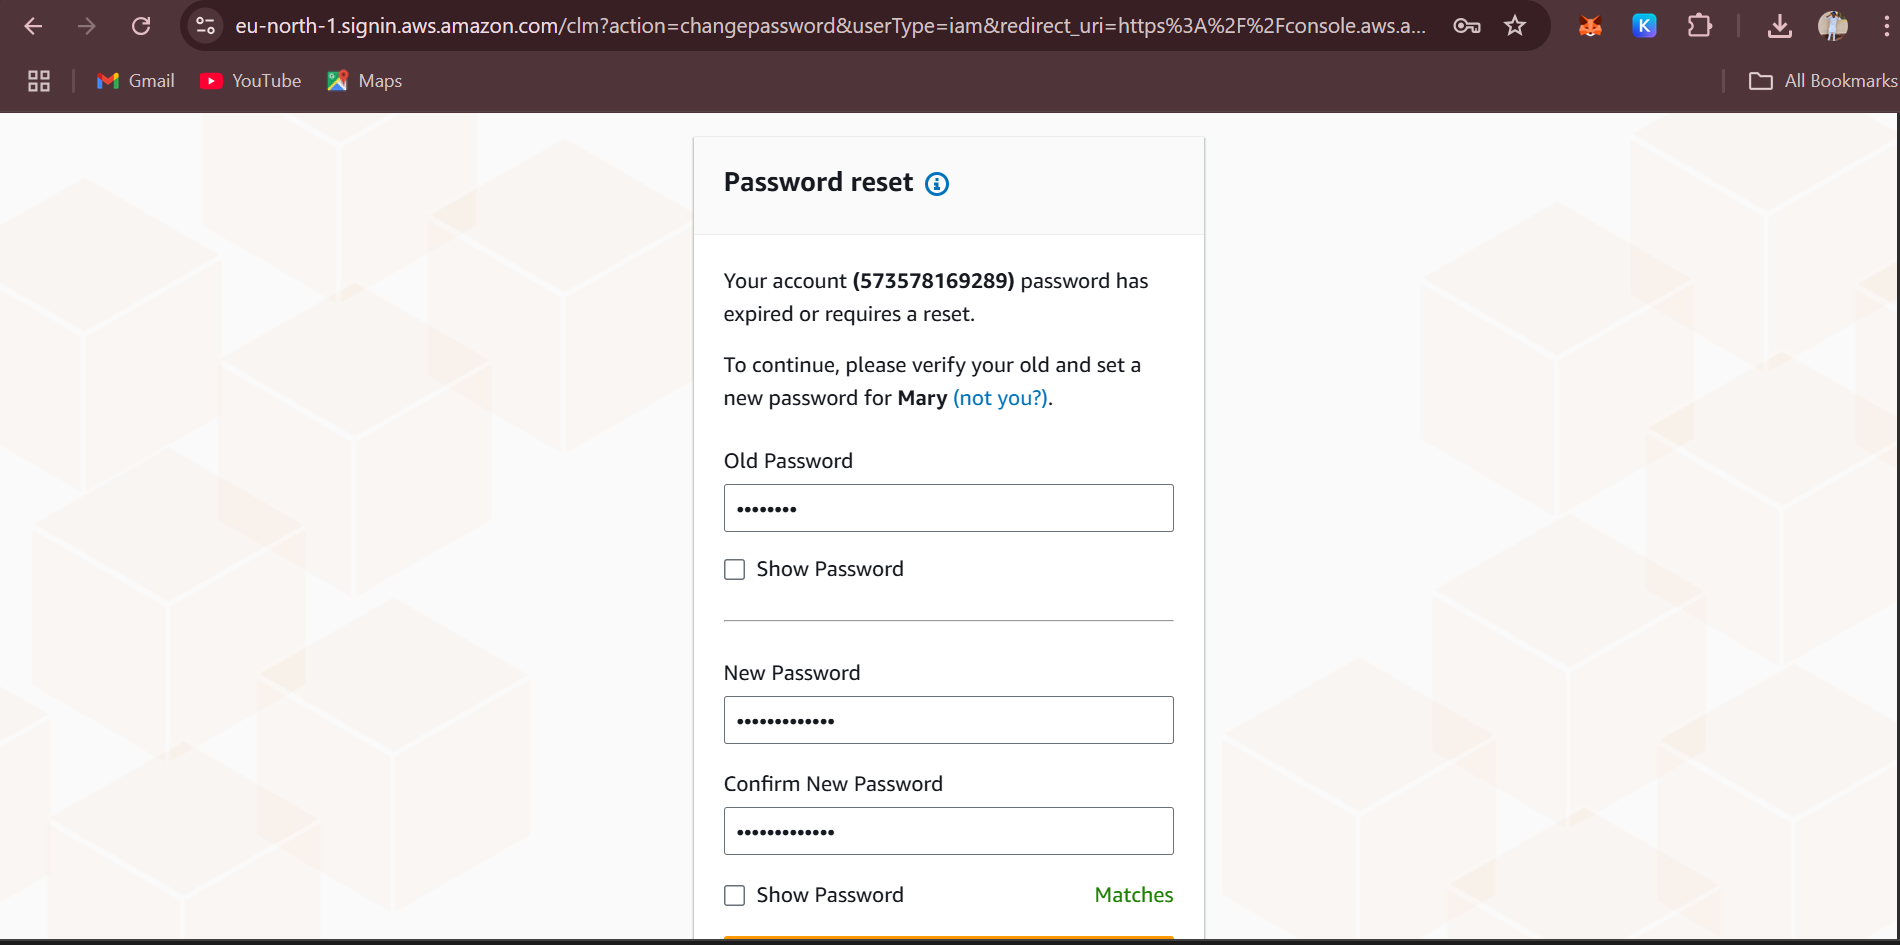 eu-north-1.signin.aws.amazon.com/clm?action=changepassword&userType=iam&redirect_uri=https%3A%2F%2Fconsole.aws.a...
K
Gmail
YouTube
Maps
All Bookmarks
Password reset
Your account (573578169289) password has
expired or requires a reset.
To continue, please verify your old and set a
new password for Mary (not you?).
Old Password
••••••••
Show Password
New Password
•••••••••••••
Confirm New Password
•••••••••••••
Show Password
Matches